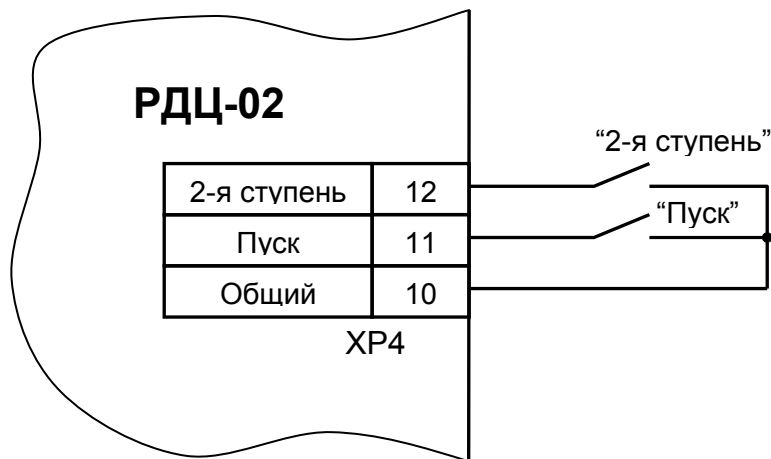 РДЦ-02
“2-я ступень”
2-я ступень 12
“Пуск”
Пуск 11
Общий 10
XP4